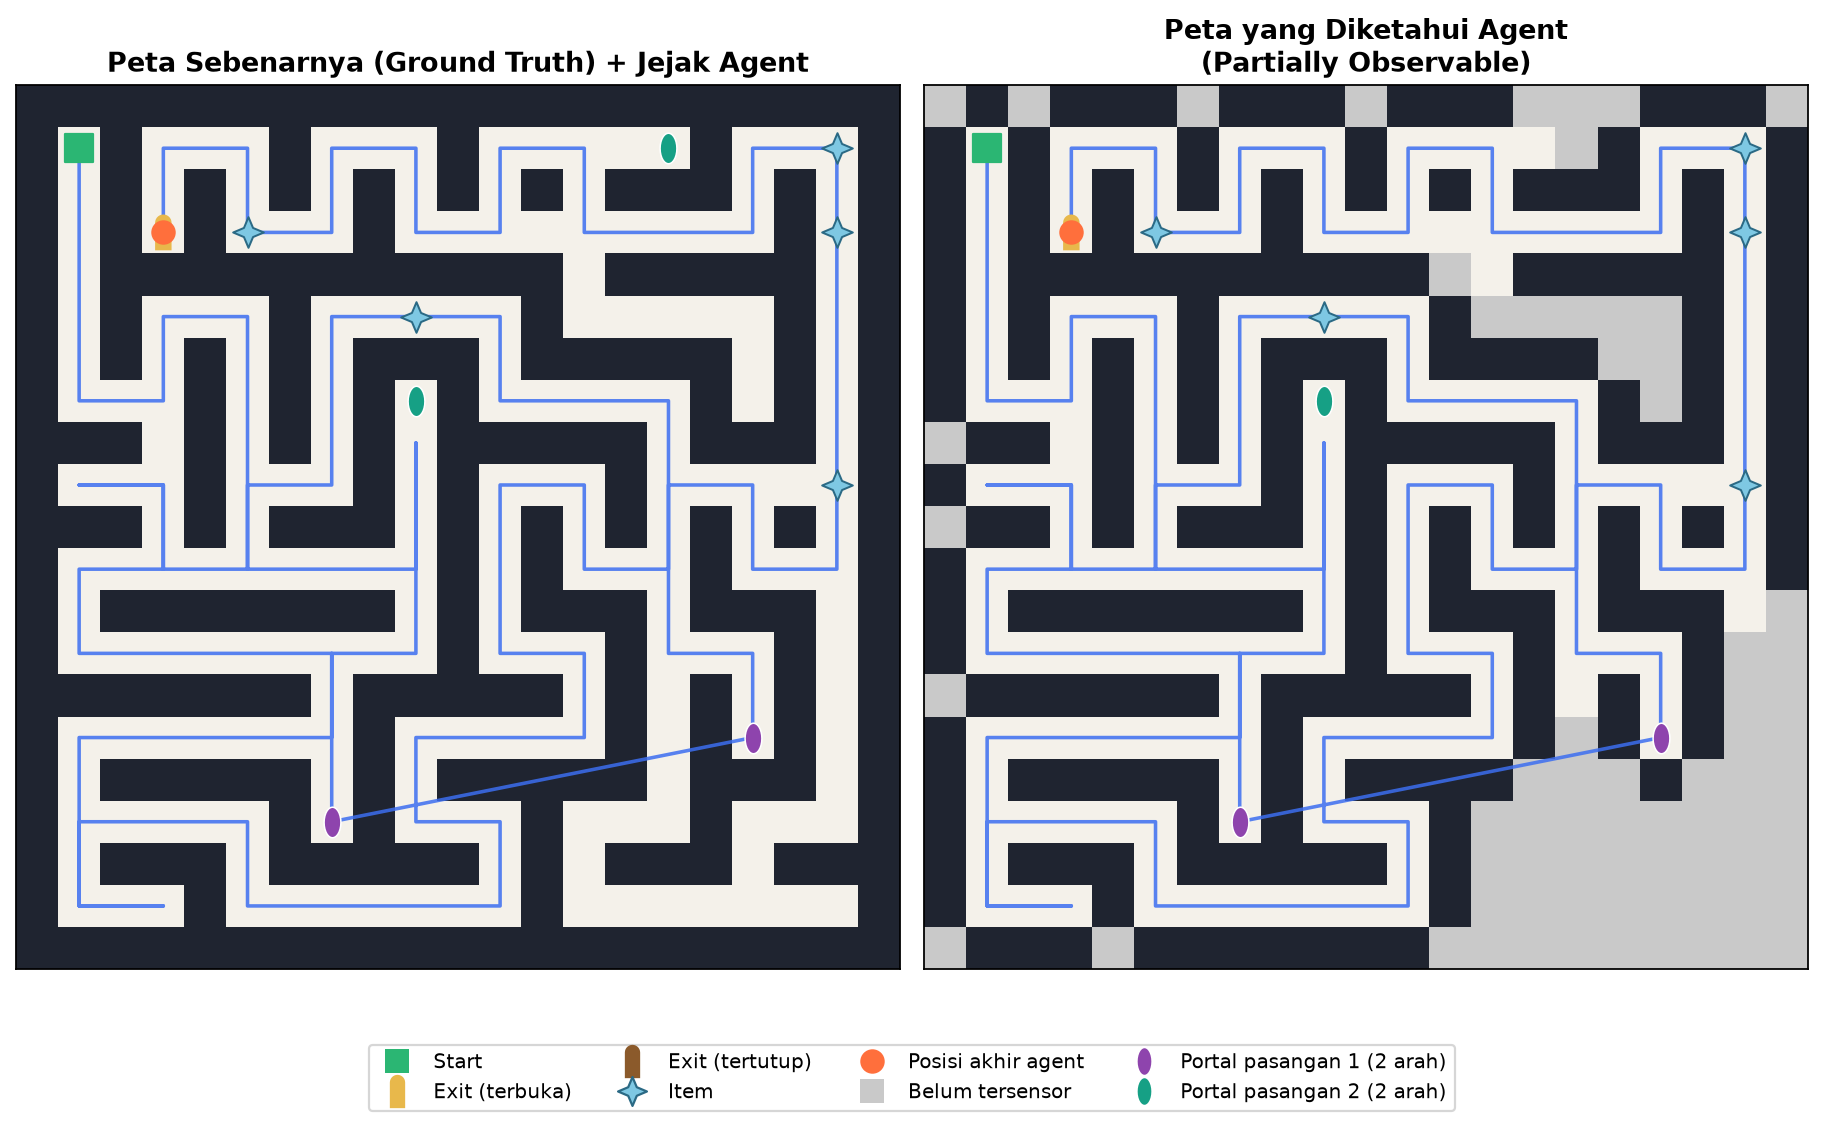 Peta Sebenarnya (Ground Truth) + Jejak Agent
Peta yang Diketahui Agent
(Partially Observable)
Start
Exit (terbuka)
Exit (tertutup)
Item
Posisi akhir agent
Belum tersensor
Portal pasangan 1 (2 arah)
Portal pasangan 2 (2 arah)